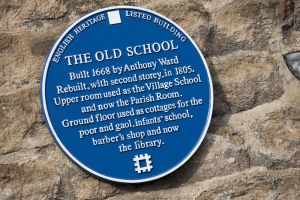 ENGLISH HERITAGE LISTED BUILDING
THE OLD SCHOOL
Built 1668 by Anthony Ward
Rebuilt, with second storey, in 1805.
Upper room used as the Village School
and now the Parish Room.
Ground floor used as cottages for the
poor and gaol, infants' school,
barber's shop and now
the library.